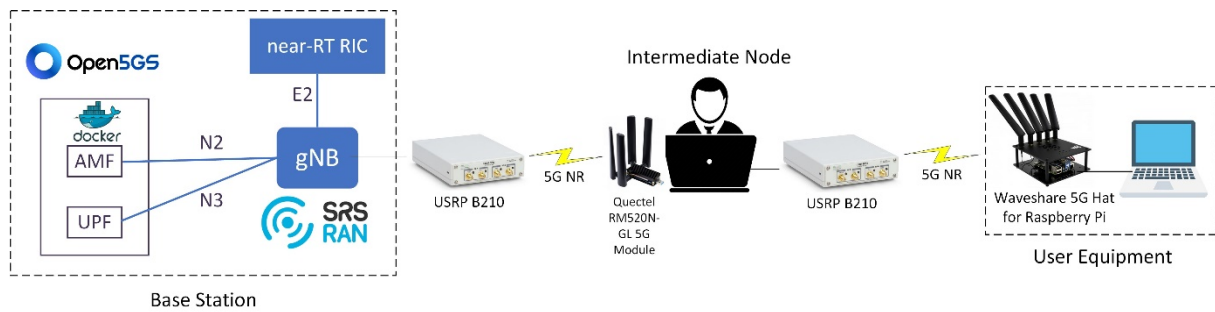 near-RT RIC
Open5GS
E2
docker
AMF
UPF
N2
N3
gNB
SRS
RAN
Base Station
USRP B210
5G NR
Intermediate Node
Quectel
RM520N-
GL 5G
Module
USRP B210
5G NR
Waveshare 5G Hat
for Raspberry Pi
User Equipment